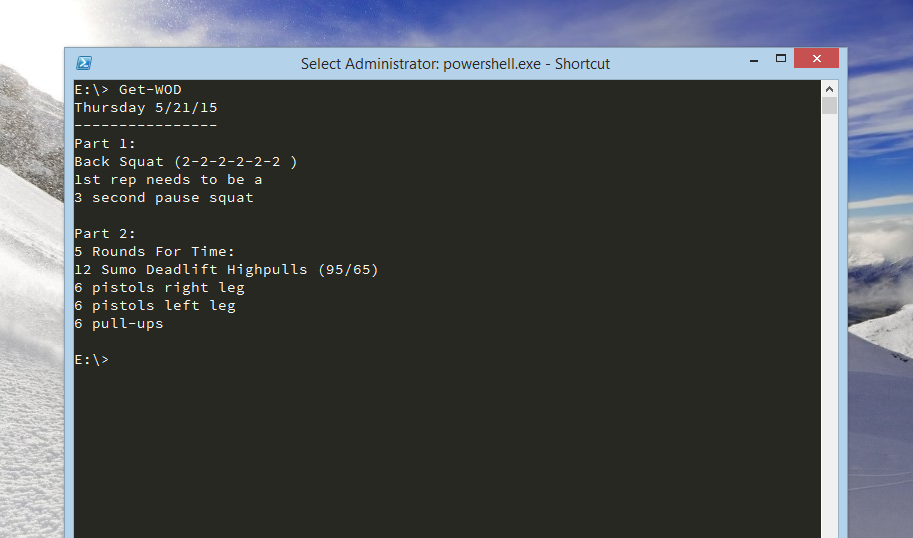 Select Administrator: powershell.exe - Shortcut
E:\> Get-WOD
Thursday 5/21/15
----------------
Part 1:
Back Squat (2-2-2-2-2-2 )
1st rep needs to be a
3 second pause squat
Part 2:
5 Rounds For Time:
12 Sumo Deadlift Highpulls (95/65)
6 pistols right leg
6 pistols left leg
6 pull-ups
E:\>